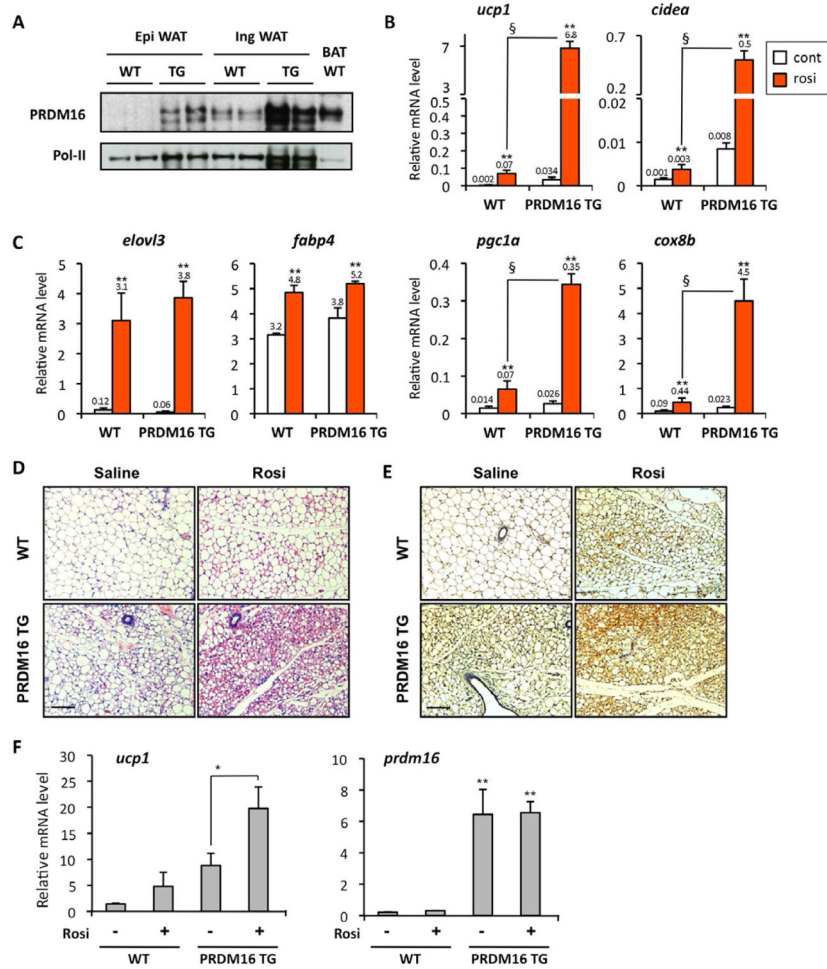 A
Epi WAT Ing WAT BAT
WT TG WT TG WT
PRDM16
Pol-II
B
ucp1
Relative mRNA level
7
3
0.5
0.4
0.3
0.2
0.1
0
0.002
0.07
**
§
0.034
6.8
**
WT PRDM16 TG
cidea
0.7
0.2
0.01
0
0.001
0.003
**
§
0.008
0.5
**
WT PRDM16 TG
cont
rosi
C
elovl3
Relative mRNA level
5
4
3
2
1
0
0.12
3.1
**
0.06
3.8
**
WT PRDM16 TG
fabp4
6
5
4
3
2
1
0
3.2
4.8
**
3.8
5.2
**
WT PRDM16 TG
pgc1a
Relative mRNA level
0.4
0.3
0.2
0.1
0
0.014
0.07
**
§
0.026
0.35
**
WT PRDM16 TG
cox8b
6
5
4
3
2
1
0
0.09
0.44
**
§
0.023
4.5
**
WT PRDM16 TG
D
Saline Rosi
WT
PRDM16 TG
E
Saline Rosi
WT
PRDM16 TG
F
ucp1
Relative mRNA level
30
25
20
15
10
5
0
*
Rosi - + - +
WT PRDM16 TG
prdm16
10
8
6
4
2
0
** **
Rosi - + - +
WT PRDM16 TG